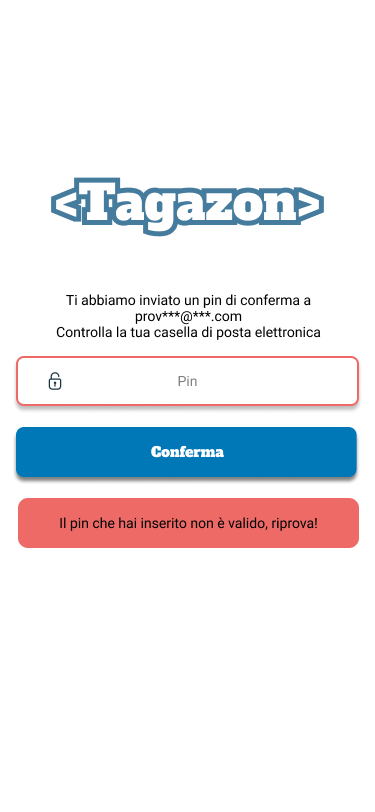 <Tagazon>
Ti abbiamo inviato un pin di conferma a
prov***@***.com
Controlla la tua casella di posta elettronica
Pin
Conferma
Il pin che hai inserito non è valido, riprova!